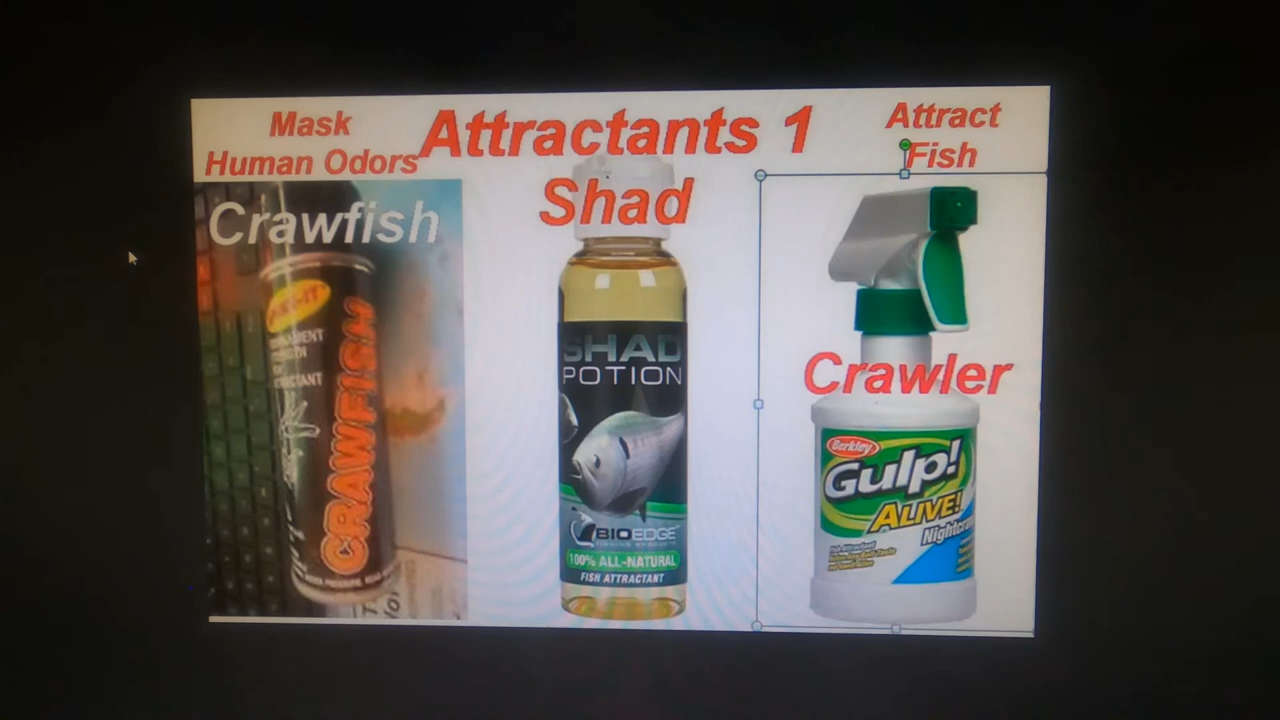 Mask
Human Odors
Attractants 1
Attract
Fish
Crawfish
Shad
Crawler
CRAWFISH
SHAD
POTION
BIOEDGE
100% ALL-NATURAL
FISH ATTRACTANT
Berkley
Gulp!
ALIVE!